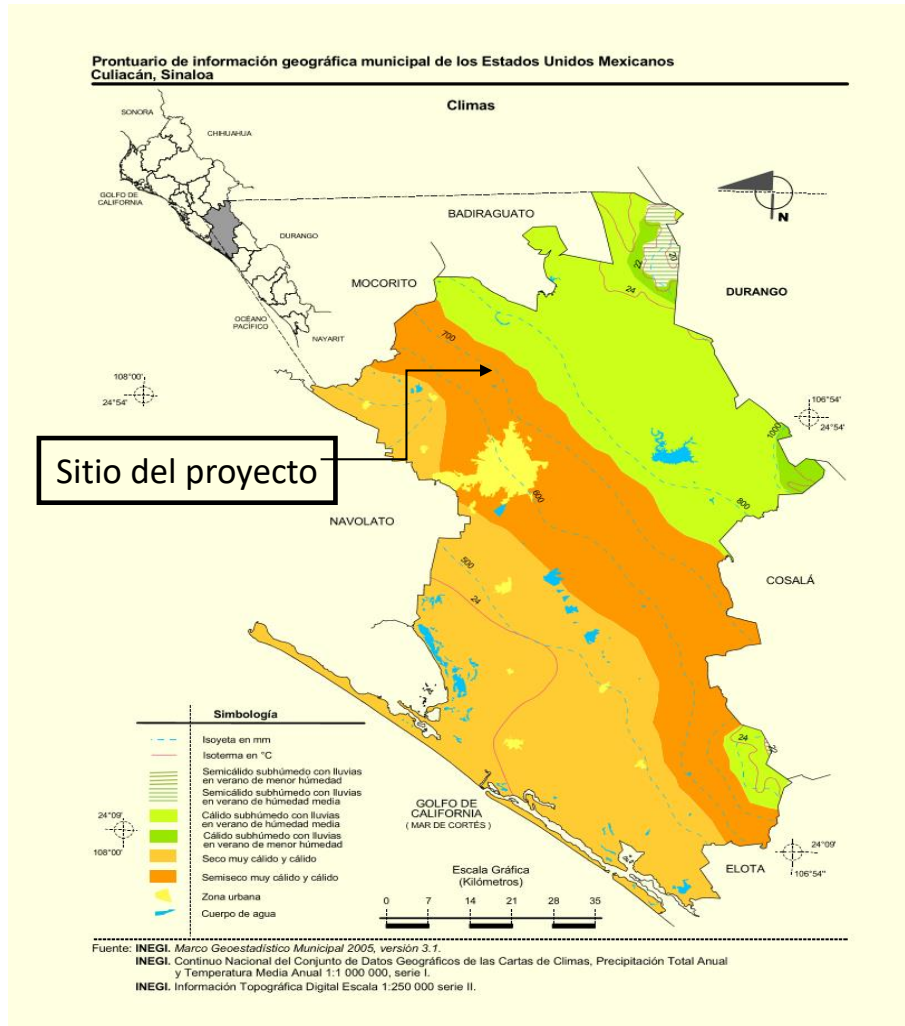 Prontuario de información geográfica municipal de los Estados Unidos Mexicanos
Culiacán, Sinaloa
Climas
SONORA
CHIHUAHUA
GOLFO DE
CALIFORNIA
DURANGO
OCÉANO
PACÍFICO
NAYARIT
BADIRAGUATO
N
MOCORITO
DURANGO
22
20
24
700
108°00'
24°54'
106°54'
24°54'
1000
Sitio del proyecto
600
800
NAVOLATO
500
24
COSALÁ
24
Simbología
Isoyeta en mm
Isoterma en °C
Semicálido subhúmedo con lluvias
en verano de menor húmedad
Semicálido subhúmedo con lluvias
en verano de húmedad media
Cálido subhúmedo con lluvias
en verano de húmedad media
Cálido subhúmedo con lluvias
en verano de menor húmedad
Seco muy cálido y cálido
Semiseco muy cálido y cálido
Zona urbana
Cuerpo de agua
24°09'
108°00'
GOLFO DE
CALIFORNIA
( MAR DE CORTÉS )
ELOTA
24°09'
106°54''
Escala Gráfica
(Kilómetros)
0 7 14 21 28 35
Fuente: INEGI. Marco Geoestadístico Municipal 2005, versión 3.1.
INEGI. Continuo Nacional del Conjunto de Datos Geográficos de las Cartas de Climas, Precipitación Total Anual
y Temperatura Media Anual 1:1 000 000, serie I.
INEGI. Información Topográfica Digital Escala 1:250 000 serie II.